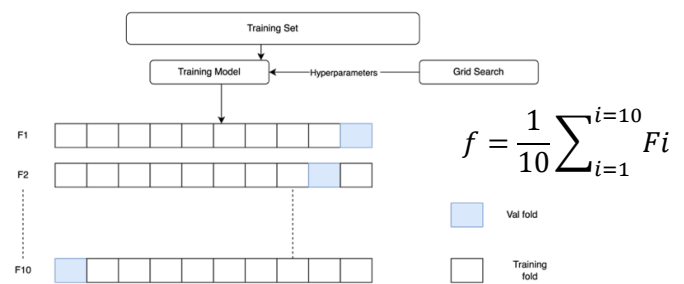 Training Set
Training Model
Hyperparameters
Grid Search
F1
F2
F10
f = 1/10 ∑_{i=1}^{i=10} Fi
Val fold
Training
fold